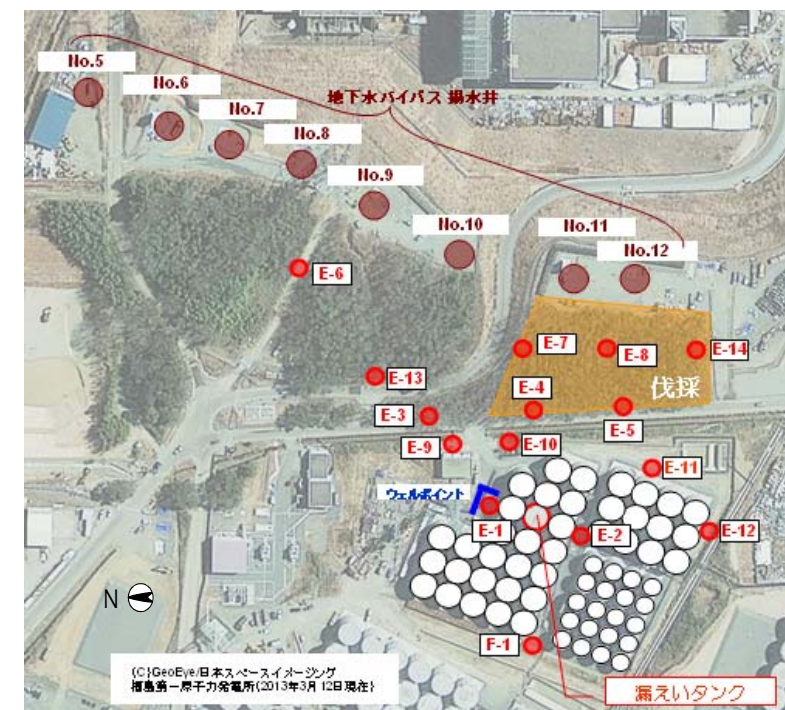 No.5
No.6
No.7
No.8
地下水バイパス 揚水井
No.9
No.10
No.11
No.12
E-6
E-7
E-8
E-14
E-13
伐採
E-4
E-3
E-5
E-9
E-10
E-11
ウェルポイント
E-1
E-2
E-12
N
F-1
(C)GeoEye/日本スペースイメージング
福島第一原子力発電所(2013年3月12日現在)
漏えいタンク